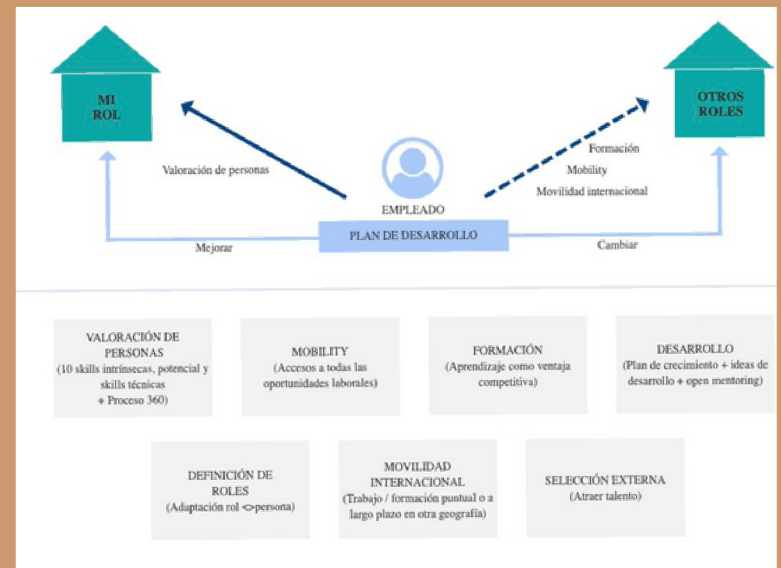 MI
ROL
OTROS
ROLES
Valoración de personas
Formación
Mobility
Movilidad internacional
EMPLEADO
PLAN DE DESARROLLO
Mejorar
Cambiar
VALORACIÓN DE
PERSONAS
(10 skills intrínsecas, potencial y
skills técnicas
+ Proceso 360)
MOBILITY
(Accesos a todas las
oportunidades laborales)
FORMACIÓN
(Aprendizaje como ventaja
competitiva)
DESARROLLO
(Plan de crecimiento + ideas de
desarrollo + open mentoring)
DEFINICIÓN DE
ROLES
(Adaptación rol <>persona)
MOVILIDAD
INTERNACIONAL
(Trabajo / formación puntual o a
largo plazo en otra geografía)
SELECCIÓN EXTERNA
(Atraer talento)